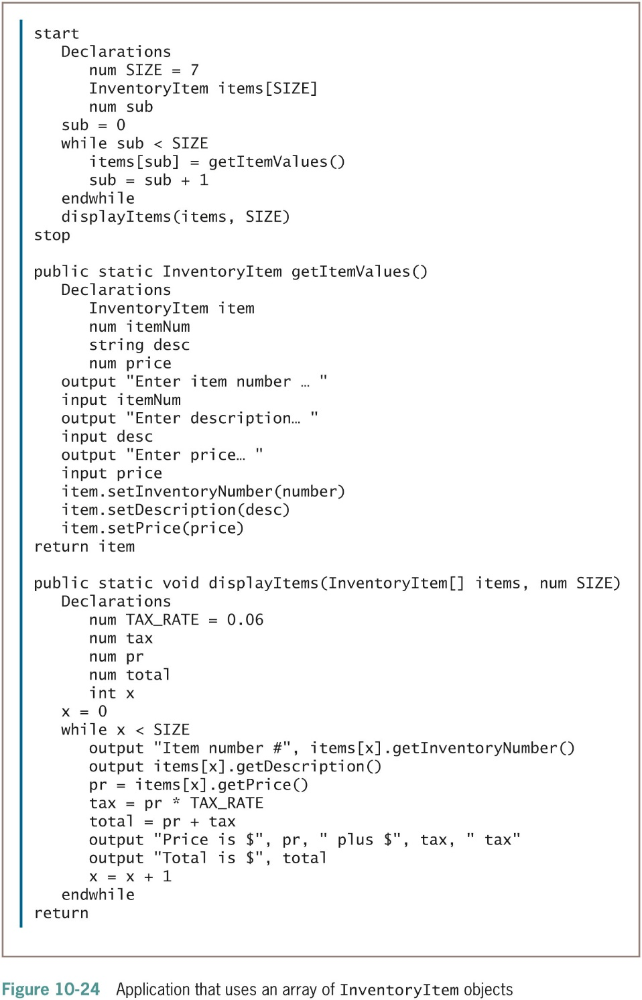 start
   Declarations
      num SIZE = 7
      InventoryItem items[SIZE]
      num sub
   sub = 0
   while sub < SIZE
      items[sub] = getItemValues()
      sub = sub + 1
   endwhile
   displayItems(items, SIZE)
stop

public static InventoryItem getItemValues()
   Declarations
      InventoryItem item
      num itemNum
      string desc
      num price
   output "Enter item number … "
   input itemNum
   output "Enter description… "
   input desc
   output "Enter price… "
   input price
   item.setInventoryNumber(number)
   item.setDescription(desc)
   item.setPrice(price)
return item

public static void displayItems(InventoryItem[] items, num SIZE)
   Declarations
      num TAX_RATE = 0.06
      num tax
      num pr
      num total
      int x
   x = 0
   while x < SIZE
      output "Item number #", items[x].getInventoryNumber()
      output items[x].getDescription()
      pr = items[x].getPrice()
      tax = pr * TAX_RATE
      total = pr + tax
      output "Price is $", pr, " plus $", tax, " tax"
      output "Total is $", total
      x = x + 1
   endwhile
return

Figure 10-24 Application that uses an array of InventoryItem objects